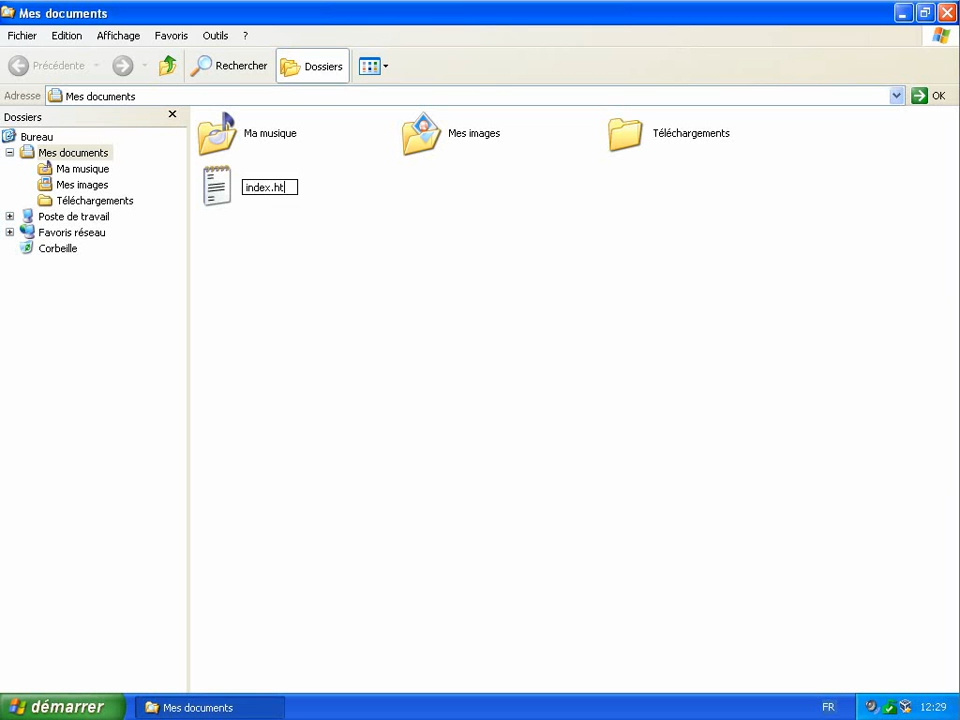 Mes documents
Fichier Edition Affichage Favoris Outils ?
Précédente Rechercher Dossiers
Adresse Mes documents OK
Dossiers
Bureau
Mes documents
Ma musique
Mes images
Téléchargements
Poste de travail
Favoris réseau
Corbeille
Ma musique Mes images Téléchargements
index.ht
démarrer Mes documents FR 12:29